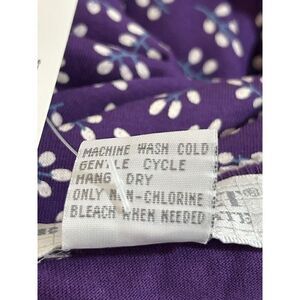 MACHINE WASH COLD
GENTLE CYCLE
HANG DRY
ONLY NON-CHLORINE
BLEACH WHEN NEEDED